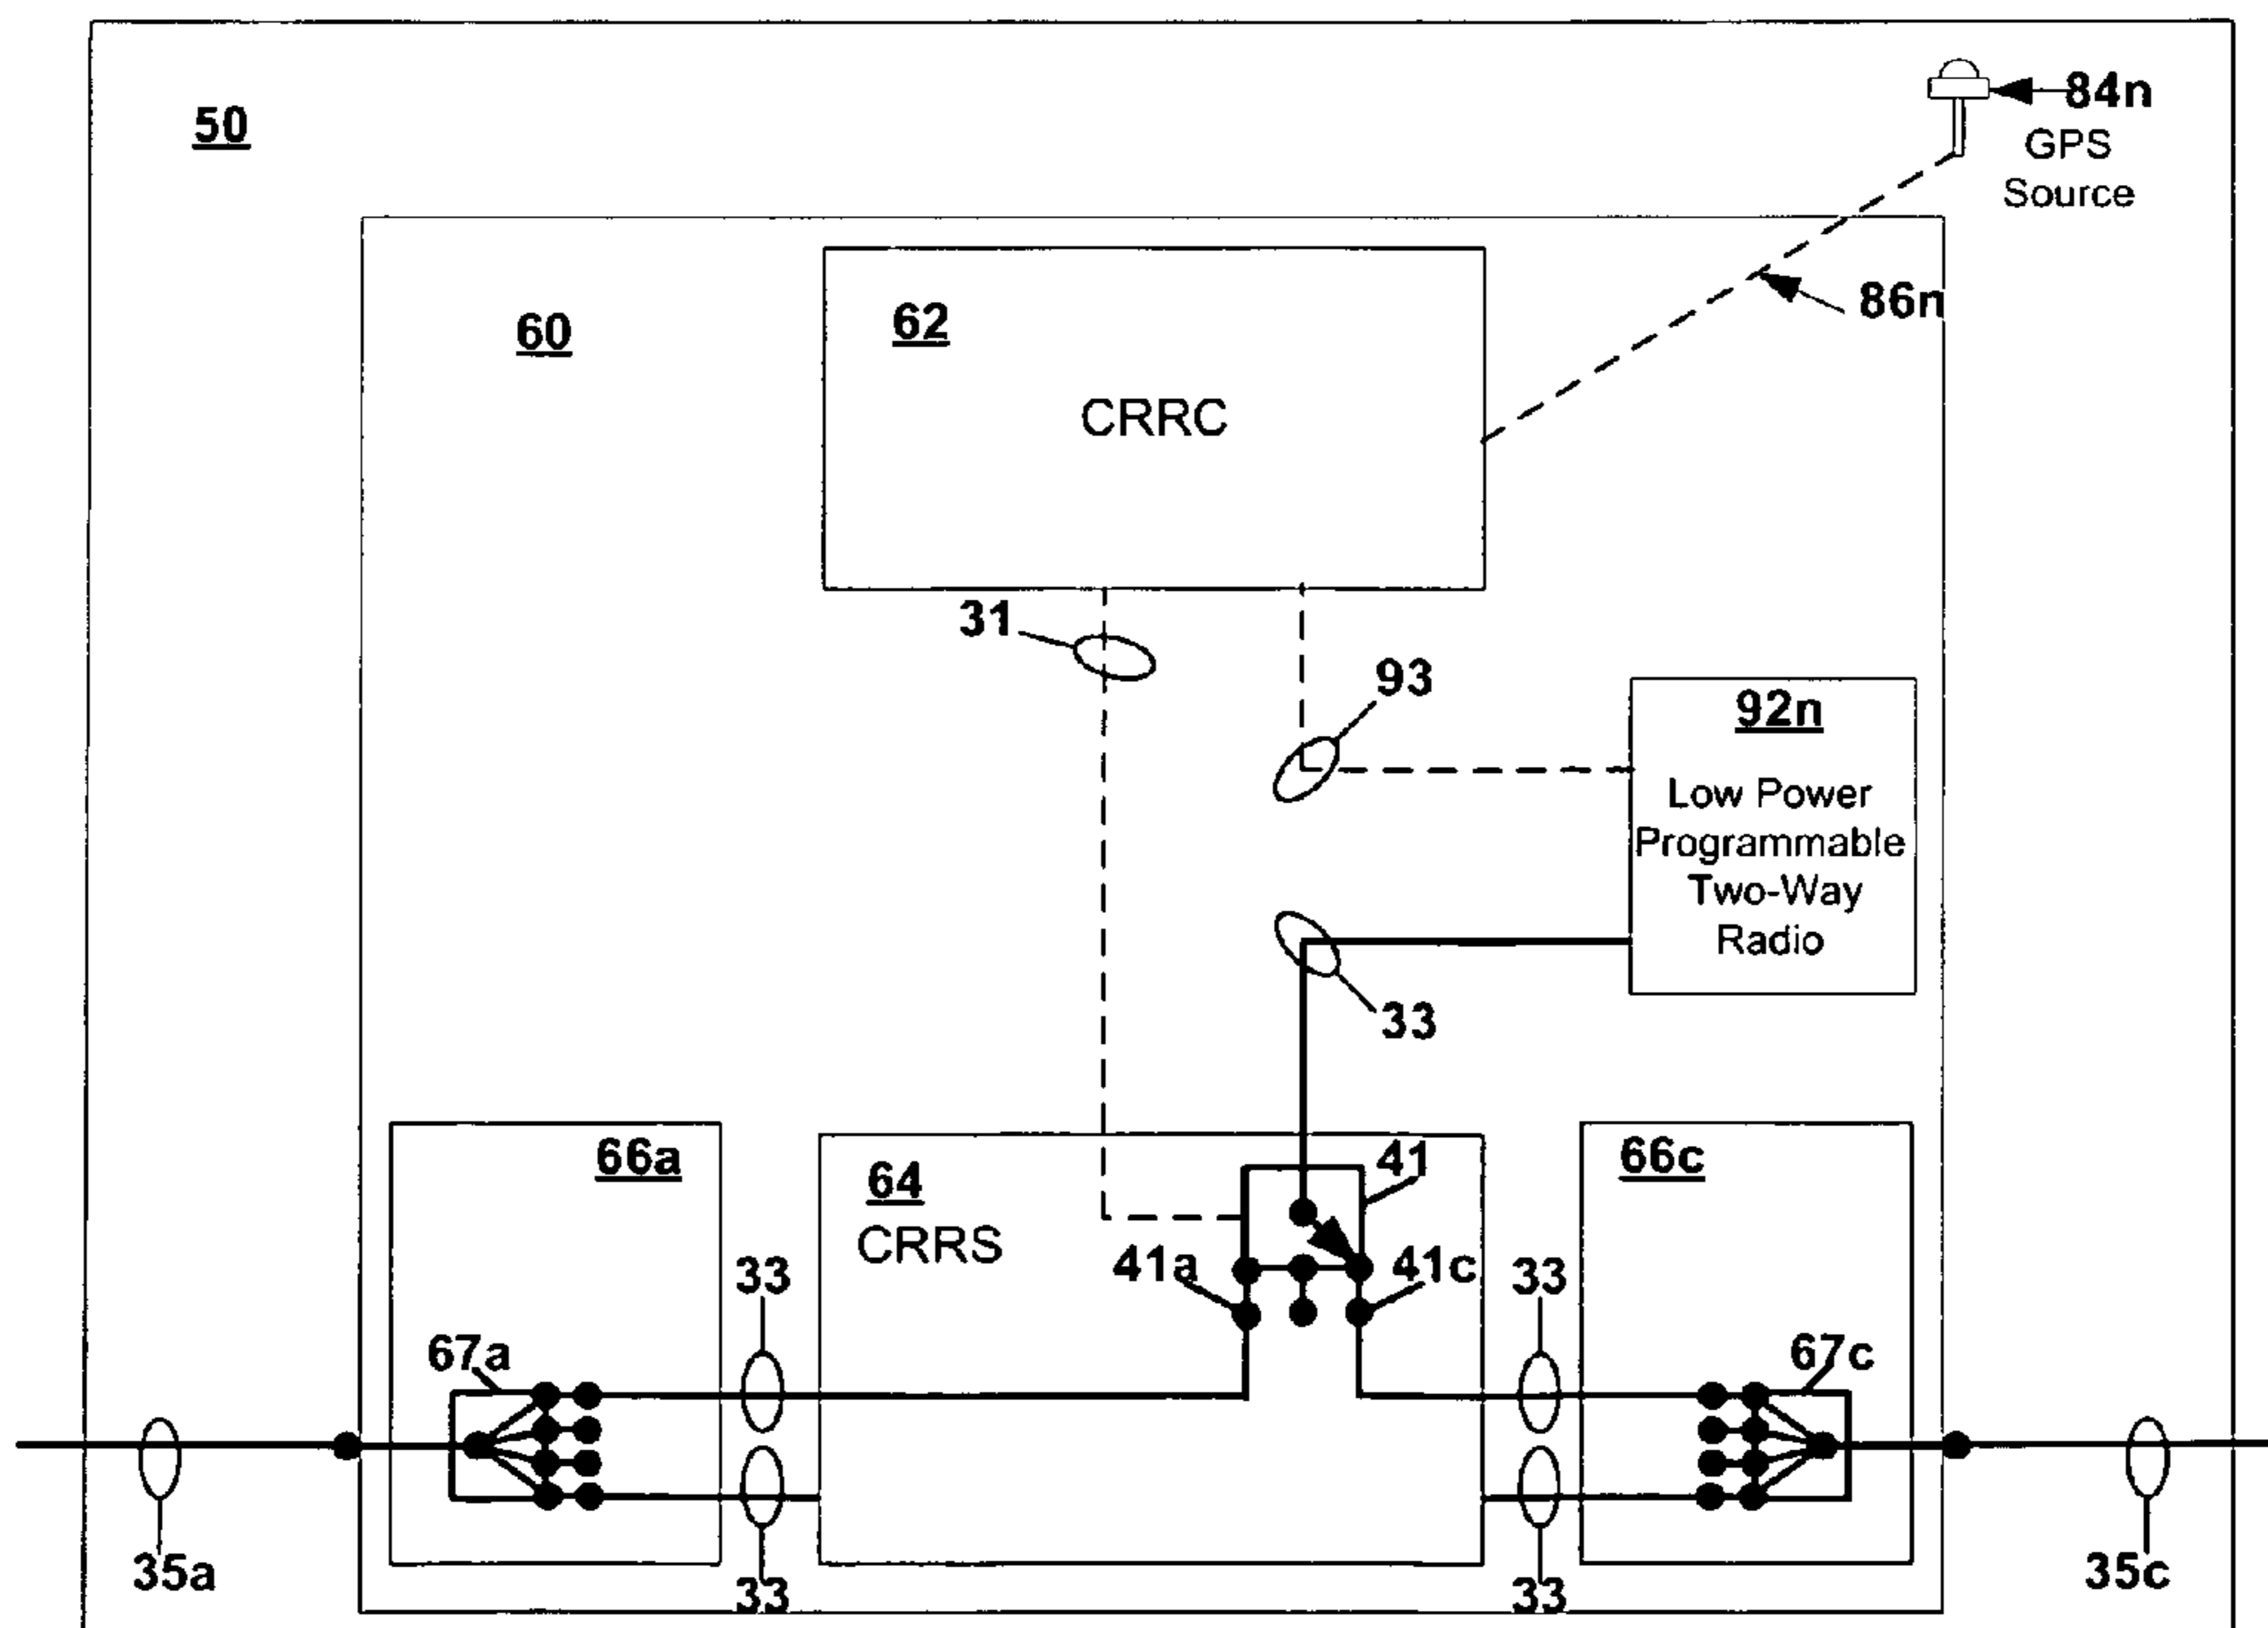 84n
50
GPS
Source
86n
62
60
CRRC
31
93
92n
Low Power
Programmable
Two-Way
Radio
33
66a
64
41
66c
CRRS
41a
41c
33
33
67a
67c
35a
33
33
35c